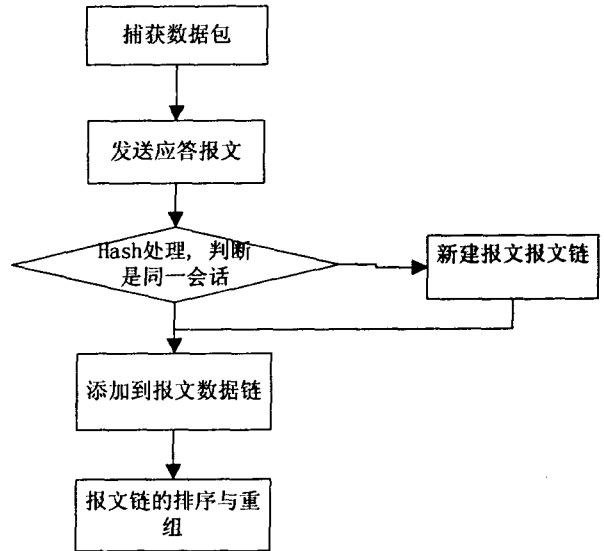 捕获数据包
发送应答报文
Hash处理, 判断
是同一会话
新建报文报文链
添加到报文数据链
报文链的排序与重
组